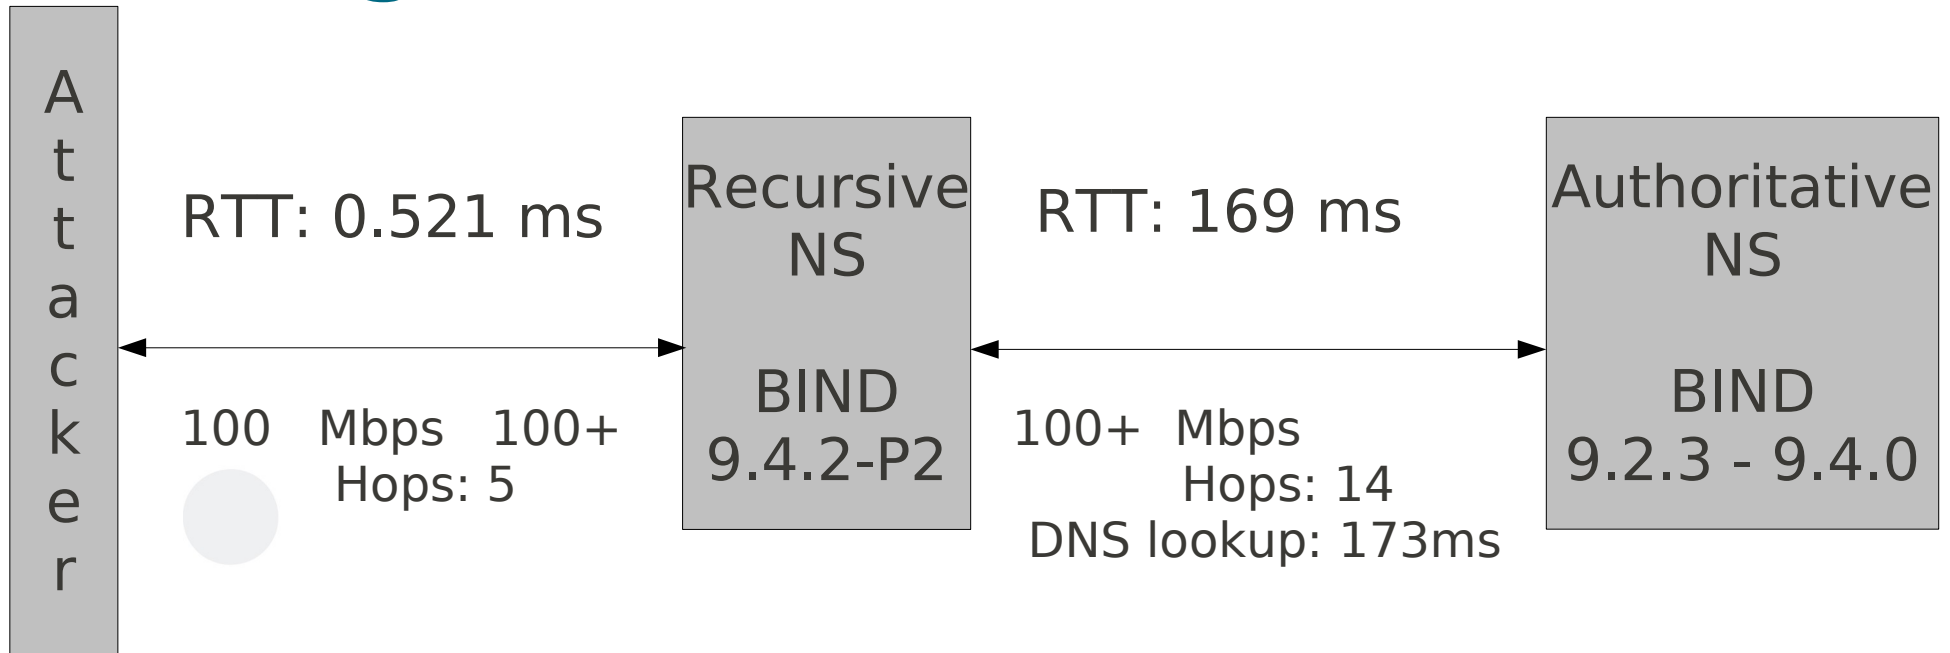 Attacker
RTT: 0.521 ms
100 Mbps 100+
Hops: 5
Recursive
NS
BIND
9.4.2-P2
RTT: 169 ms
100+ Mbps
Hops: 14
DNS lookup: 173ms
Authoritative
NS
BIND
9.2.3 - 9.4.0